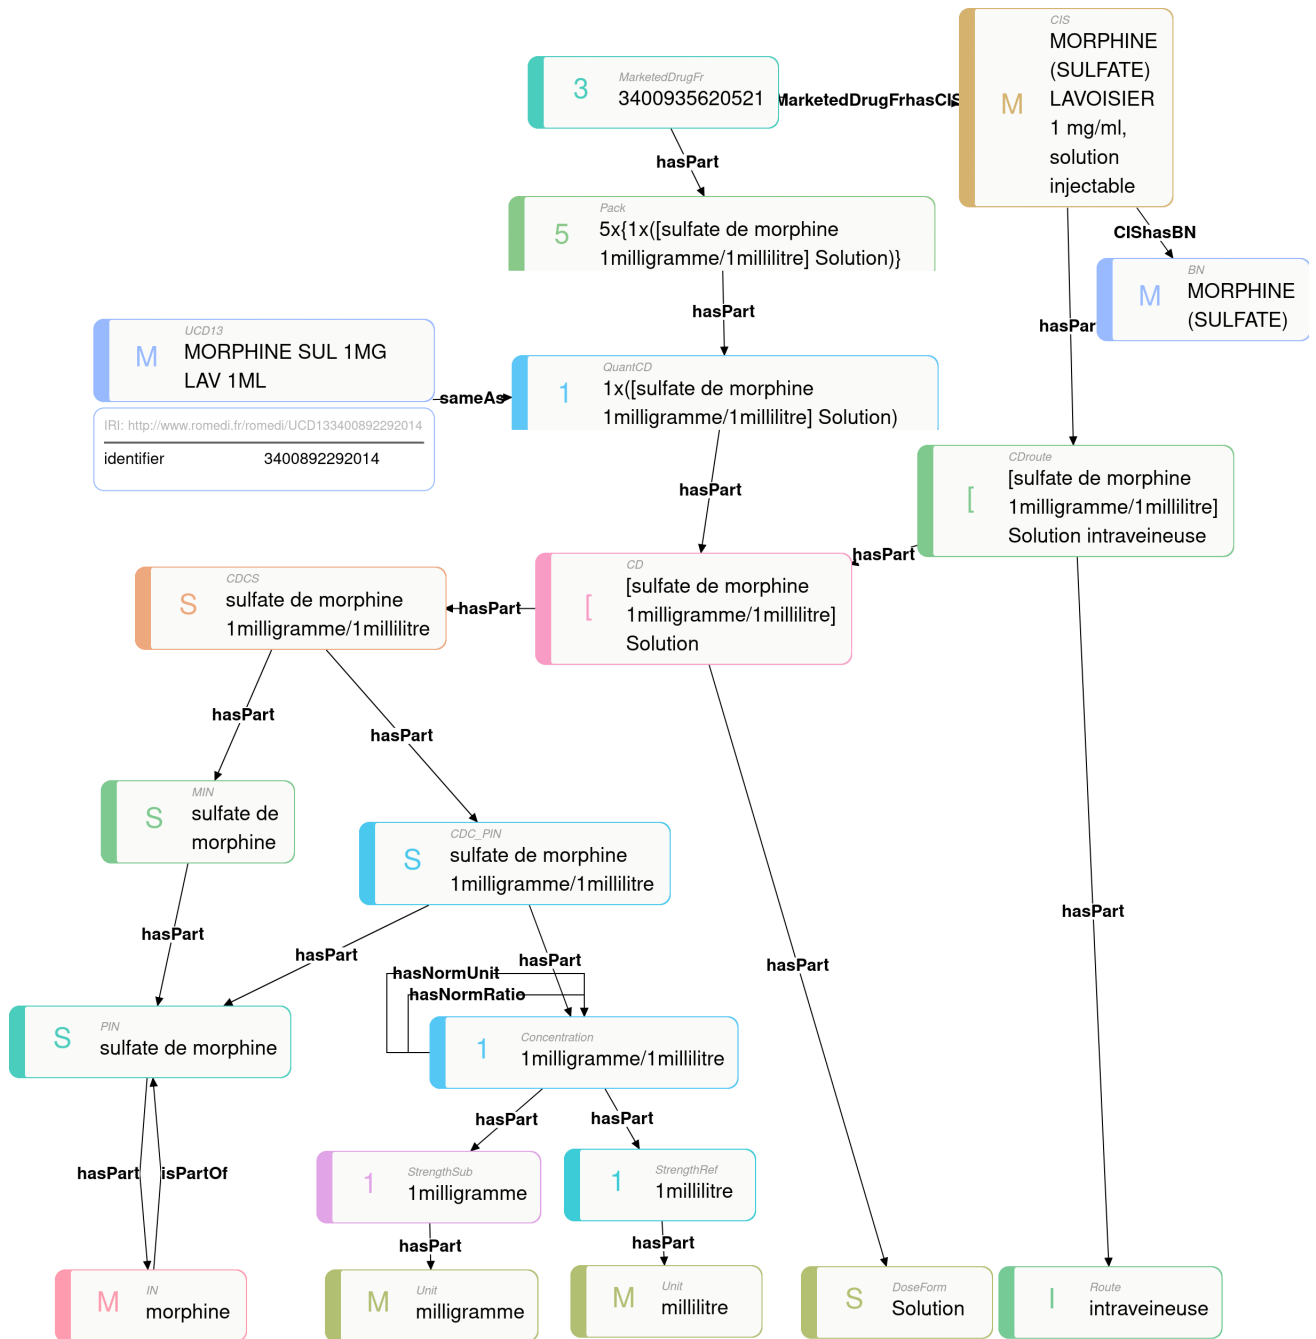 CIS
M
MORPHINE
(SULFATE)
LAVOISIER
1 mg/ml,
solution
injectable
MarketedDrugFr
3
3400935620521
MarketedDrugFrhasCIS
hasPart
Pack
5
5x{1x([sulfate de morphine
1milligramme/1millilitre] Solution)}
CIShasBN
BN
M
MORPHINE
(SULFATE)
hasPart
hasPart
UCD13
M
MORPHINE SUL 1MG
LAV 1ML
IRI: http://www.romedi.fr/romedi/UCD133400892292014
identifier 3400892292014
sameAs
QuantCD
1
1x([sulfate de morphine
1milligramme/1millilitre] Solution)
hasPart
CDroute
[
[sulfate de morphine
1milligramme/1millilitre]
Solution intraveineuse
hasPart
CD
[
[sulfate de morphine
1milligramme/1millilitre]
Solution
hasPart
CDCS
S
sulfate de morphine
1milligramme/1millilitre
hasPart
hasPart
MIN
S
sulfate de
morphine
CDC_PIN
S
sulfate de morphine
1milligramme/1millilitre
hasPart
hasPart
hasPart
hasPart
hasPart
hasNormUnit
hasNormRatio
PIN
S
sulfate de morphine
Concentration
1
1milligramme/1millilitre
hasPart
hasPart
hasPart
isPartOf
StrengthSub
1
1milligramme
StrengthRef
1
1millilitre
hasPart
hasPart
IN
M
morphine
Unit
M
milligramme
Unit
M
millilitre
DoseForm
S
Solution
Route
I
intraveineuse